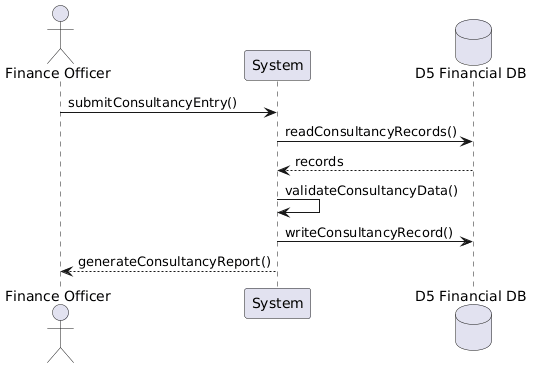 Finance Officer
System
D5 Financial DB
submitConsultancyEntry()
readConsultancyRecords()
records
validateConsultancyData()
writeConsultancyRecord()
generateConsultancyReport()
Finance Officer
System
D5 Financial DB